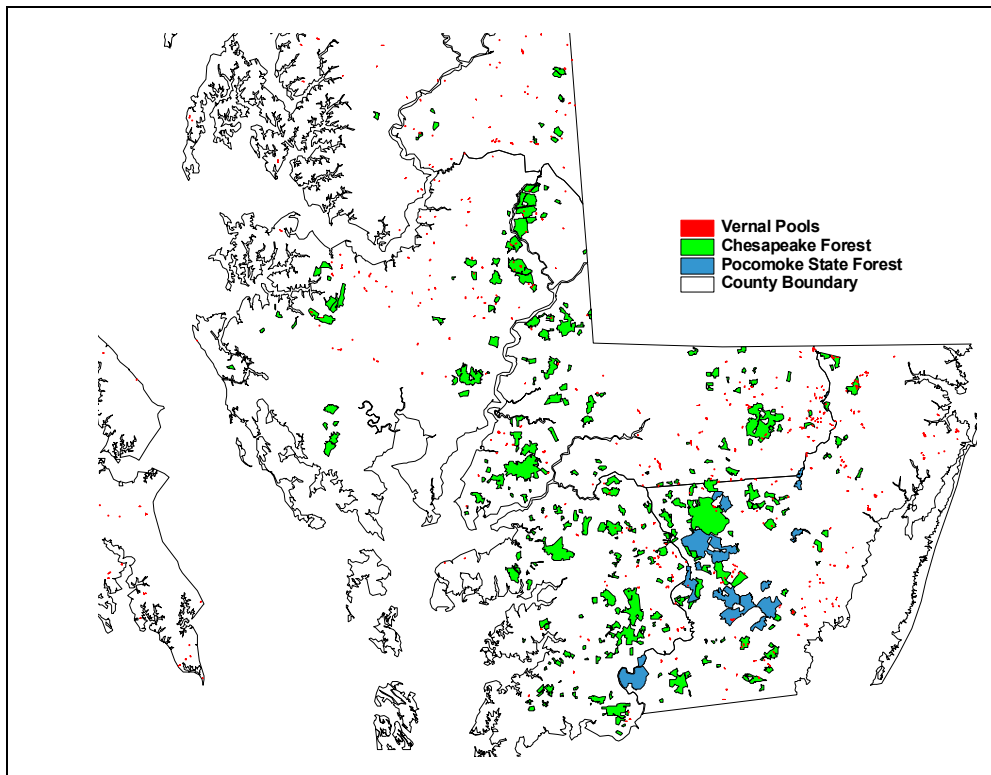 Vernal Pools
Chesapeake Forest
Pocomoke State Forest
County Boundary